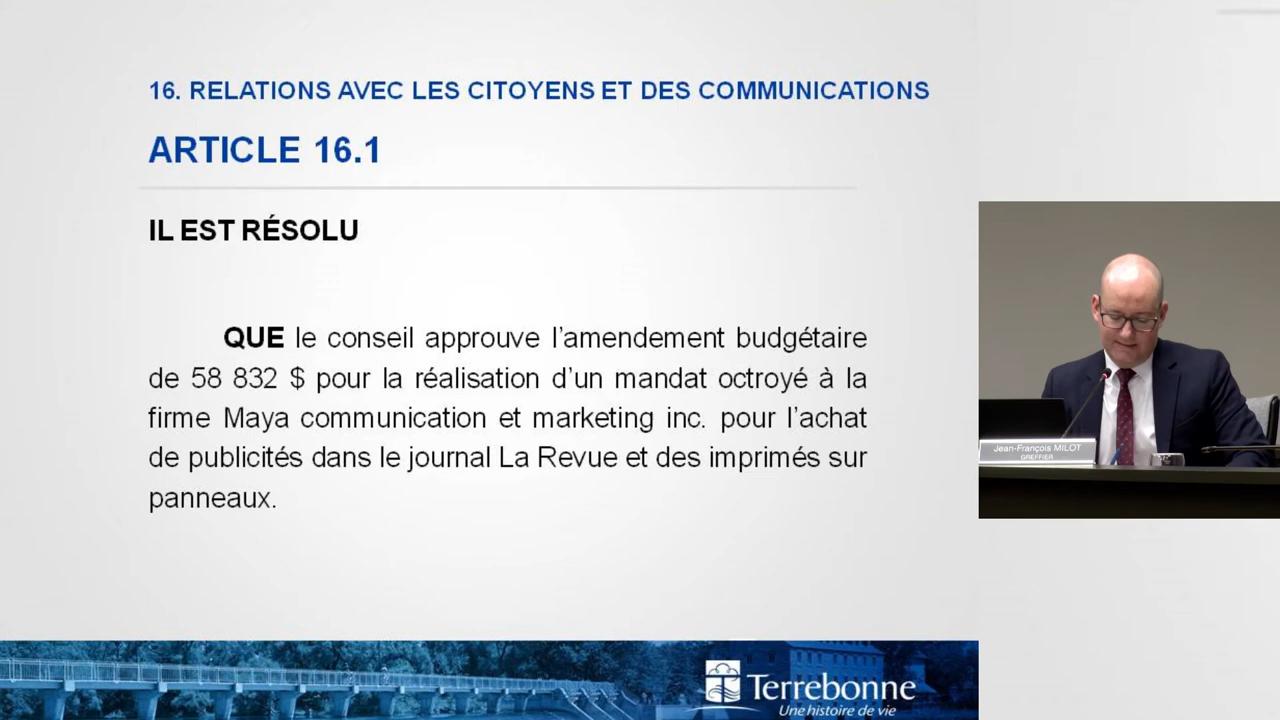 16. RELATIONS AVEC LES CITOYENS ET DES COMMUNICATIONS
ARTICLE 16.1
IL EST RÉSOLU
QUE le conseil approuve l'amendement budgétaire
de 58 832 $ pour la réalisation d'un mandat octroyé à la
firme Maya communication et marketing inc. pour l'achat
de publicités dans le journal La Revue et des imprimés sur
panneaux.
Jean-François MILOT
GREFFIER
Terrebonne
Une histoire de vie